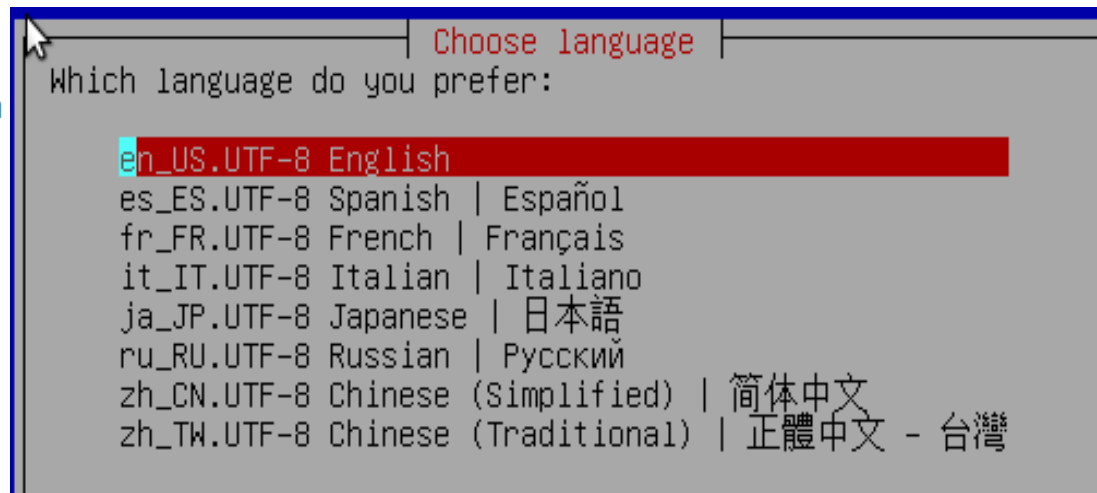 Choose language
Which language do you prefer:
en_US.UTF-8 English
es_ES.UTF-8 Spanish | Español
fr_FR.UTF-8 French | Français
it_IT.UTF-8 Italian | Italiano
ja_JP.UTF-8 Japanese | 日本語
ru_RU.UTF-8 Russian | Русский
zh_CN.UTF-8 Chinese (Simplified) | 简体中文
zh_TW.UTF-8 Chinese (Traditional) | 正體中文 - 台灣